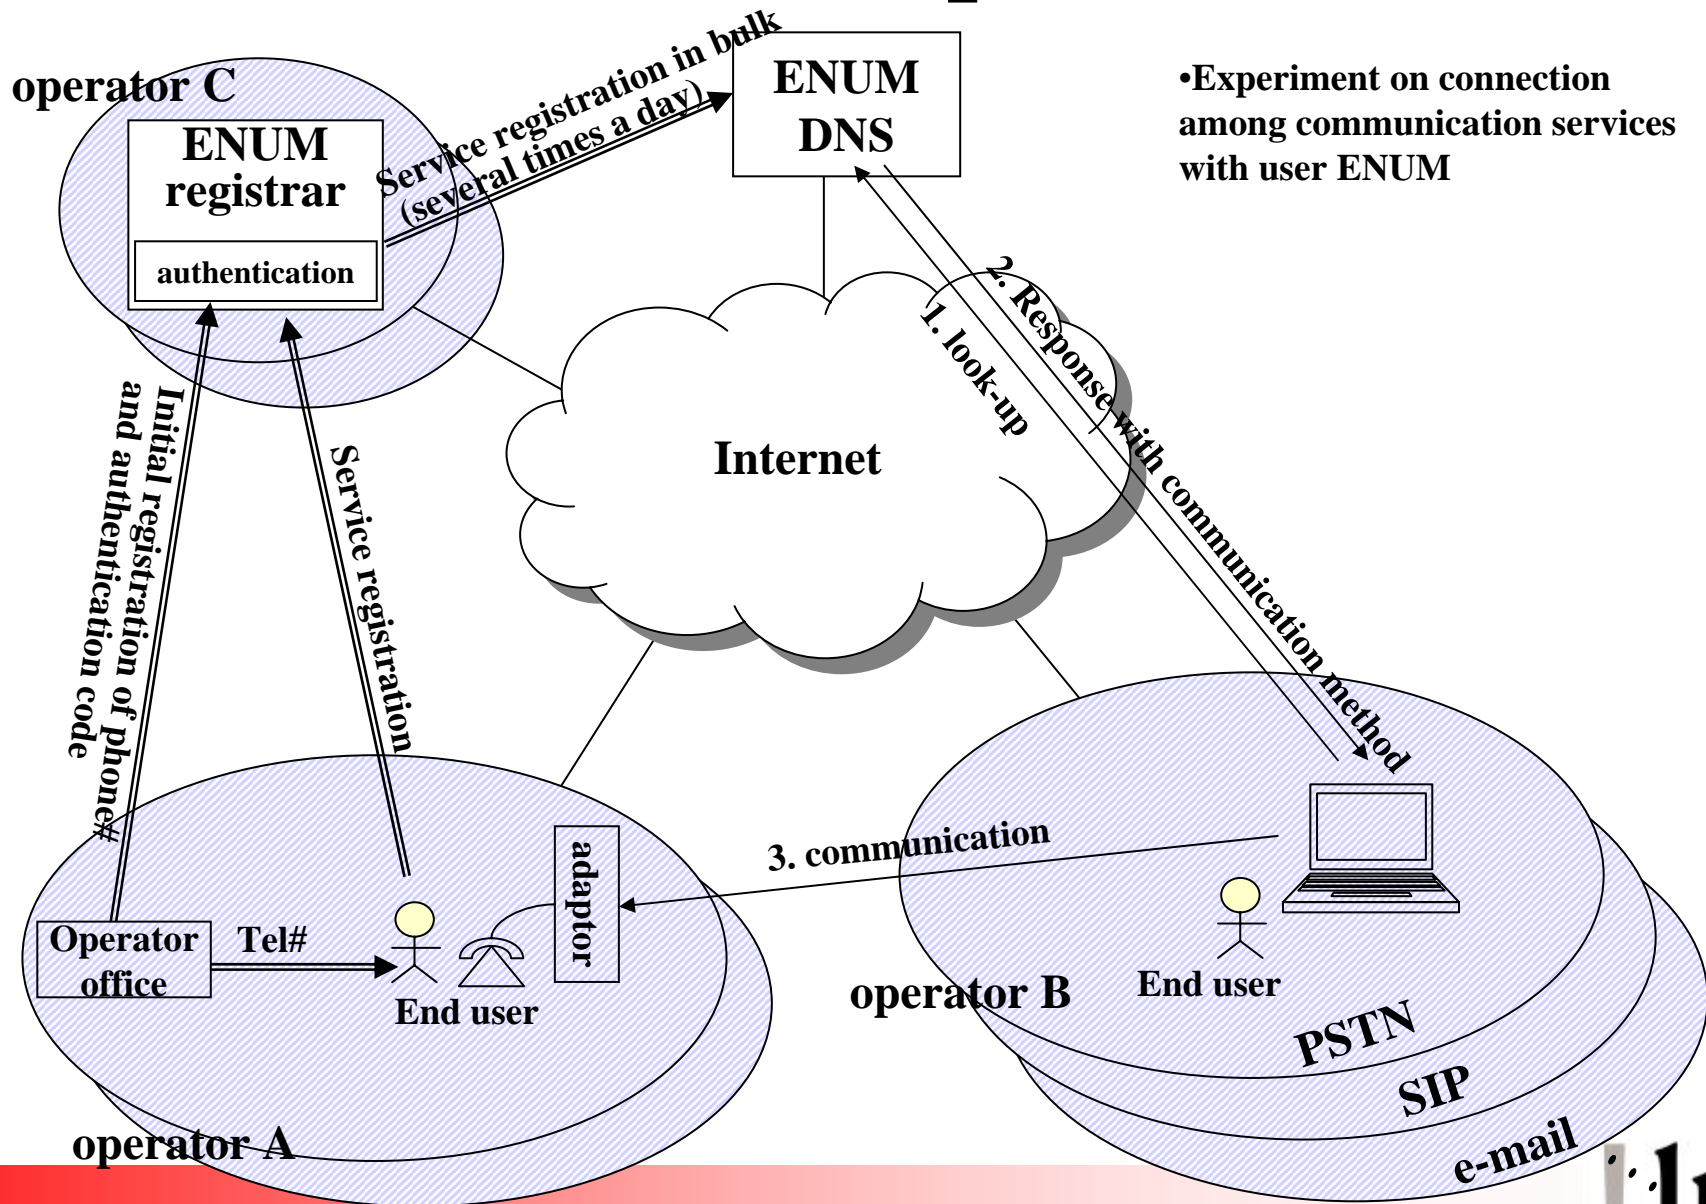 operator C
ENUM
registrar
authentication
Service registration in bulk
(several times a day)
ENUM
DNS
•Experiment on connection
among communication services
with user ENUM
1. look-up
2. Response with communication method
Internet
Initial registration of phone#
and authentication code
Service registration
3. communication
adaptor
Operator
office
Tel#
End user
operator A
operator B
End user
PSTN
SIP
e-mail